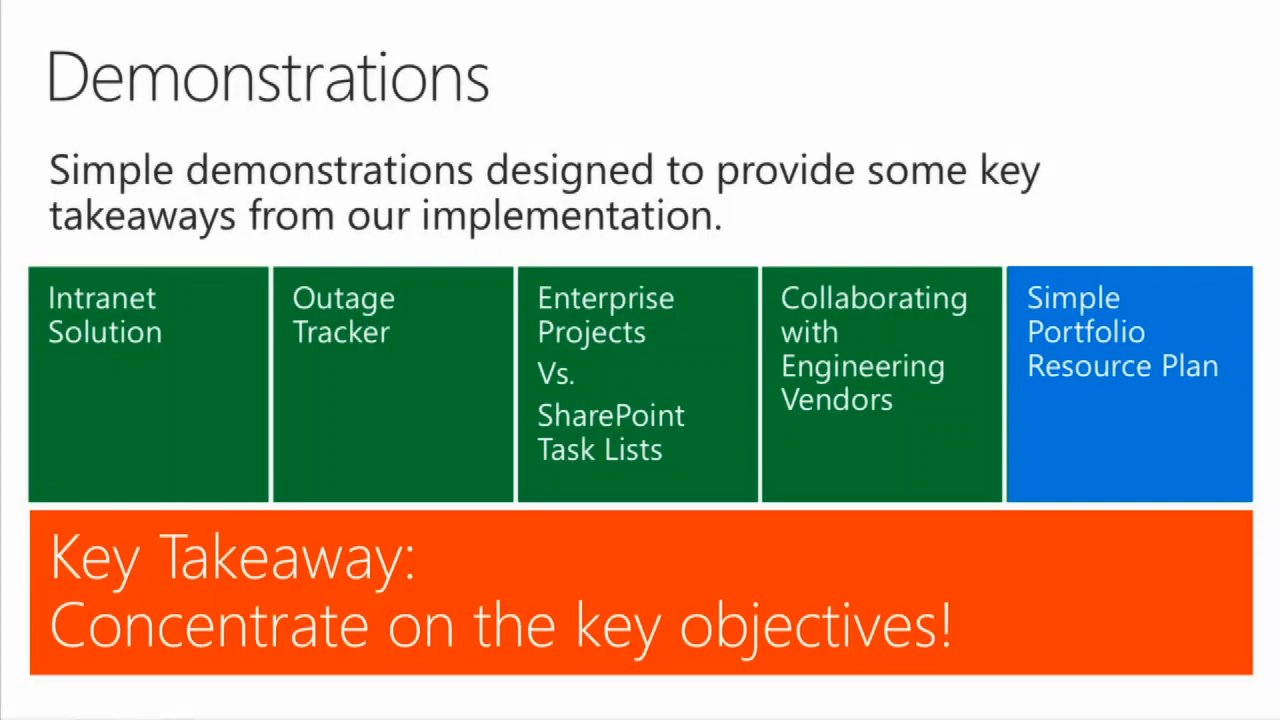 Demonstrations
Simple demonstrations designed to provide some key
takeaways from our implementation.
Intranet
Solution
Outage
Tracker
Enterprise
Projects
Vs.
SharePoint
Task Lists
Collaborating
with
Engineering
Vendors
Simple
Portfolio
Resource Plan
Key Takeaway:
Concentrate on the key objectives!